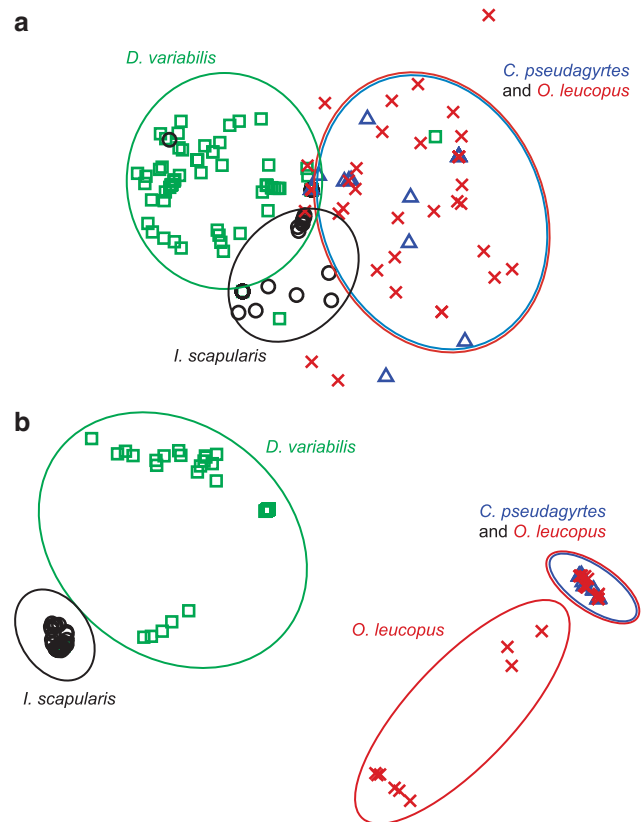 a
D. variabilis
C. pseudagyrtes
and O. leucopus
I. scapularis
b
D. variabilis
C. pseudagyrtes
and O. leucopus
O. leucopus
I. scapularis